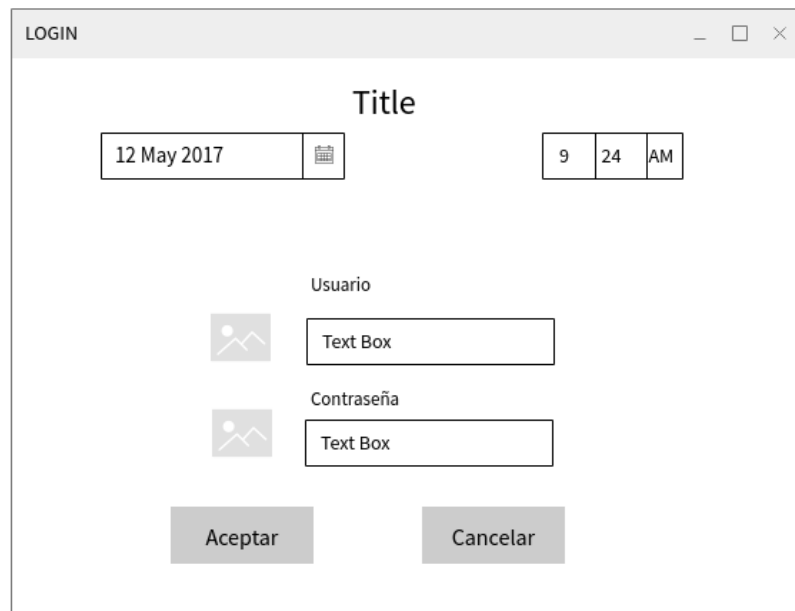 LOGIN
Title
12 May 2017
9 24 AM
Usuario
Text Box
Contraseña
Text Box
Aceptar
Cancelar